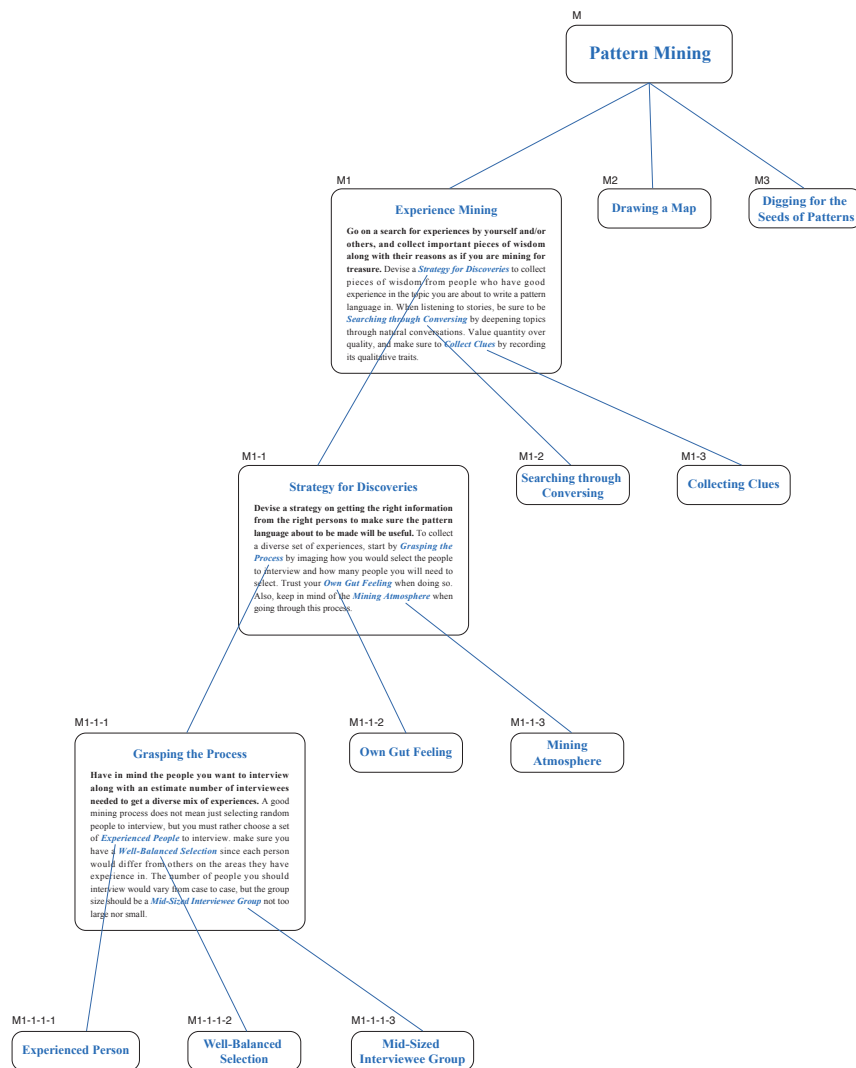 M
Pattern Mining
M1
M2
M3
Experience Mining
Go on a search for experiences by yourself and/or
others, and collect important pieces of wisdom
along with their reasons as if you are mining for
treasure. Devise a Strategy for Discoveries to collect
pieces of wisdom from people who have good
experience in the topic you are about to write a pattern
language in. When listening to stories, be sure to be
Searching through Conversing by deepening topics
through natural conversations. Value quantity over
quality, and make sure to Collect Clues by recording
its qualitative traits.
Drawing a Map
Digging for the
Seeds of Patterns
M1-1
M1-2
M1-3
Strategy for Discoveries
Devise a strategy on getting the right information
from the right persons to make sure the pattern
language about to be made will be useful. To collect
a diverse set of experiences, start by Grasping the
Process by imaging how you would select the people
to interview and how many people you will need to
select. Trust your Own Gut Feeling when doing so.
Also, keep in mind of the Mining Atmosphere when
going through this process.
Searching through
Conversing
Collecting Clues
M1-1-1
M1-1-2
M1-1-3
Grasping the Process
Have in mind the people you want to interview
along with an estimate number of interviewees
needed to get a diverse mix of experiences. A good
mining process does not mean just selecting random
people to interview, but you must rather choose a set
of Experienced People to interview. make sure you
have a Well-Balanced Selection since each person
would differ from others on the areas they have
experience in. The number of people you should
interview would vary from case to case, but the group
size should be a Mid-Sized Interviewee Group not too
large nor small.
Own Gut Feeling
Mining
Atmosphere
M1-1-1-1
M1-1-1-2
M1-1-1-3
Experienced Person
Well-Balanced
Selection
Mid-Sized
Interviewee Group